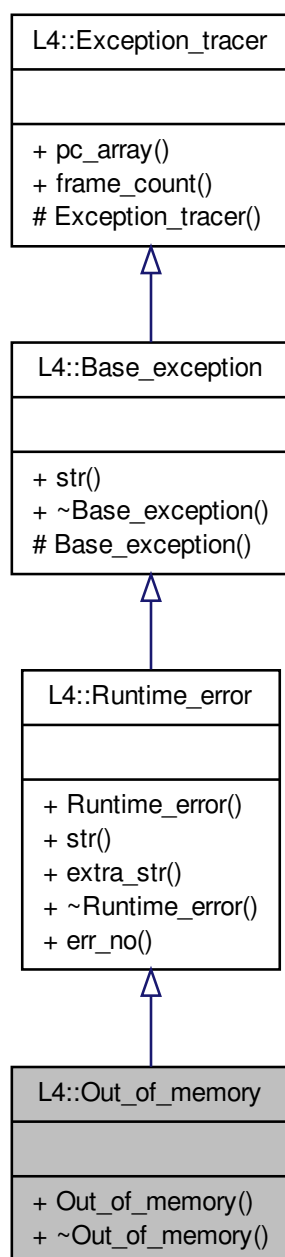 L4::Exception_tracer
+ pc_array()
+ frame_count()
# Exception_tracer()
L4::Base_exception
+ str()
+ ~Base_exception()
# Base_exception()
L4::Runtime_error
+ Runtime_error()
+ str()
+ extra_str()
+ ~Runtime_error()
+ err_no()
L4::Out_of_memory
+ Out_of_memory()
+ ~Out_of_memory()